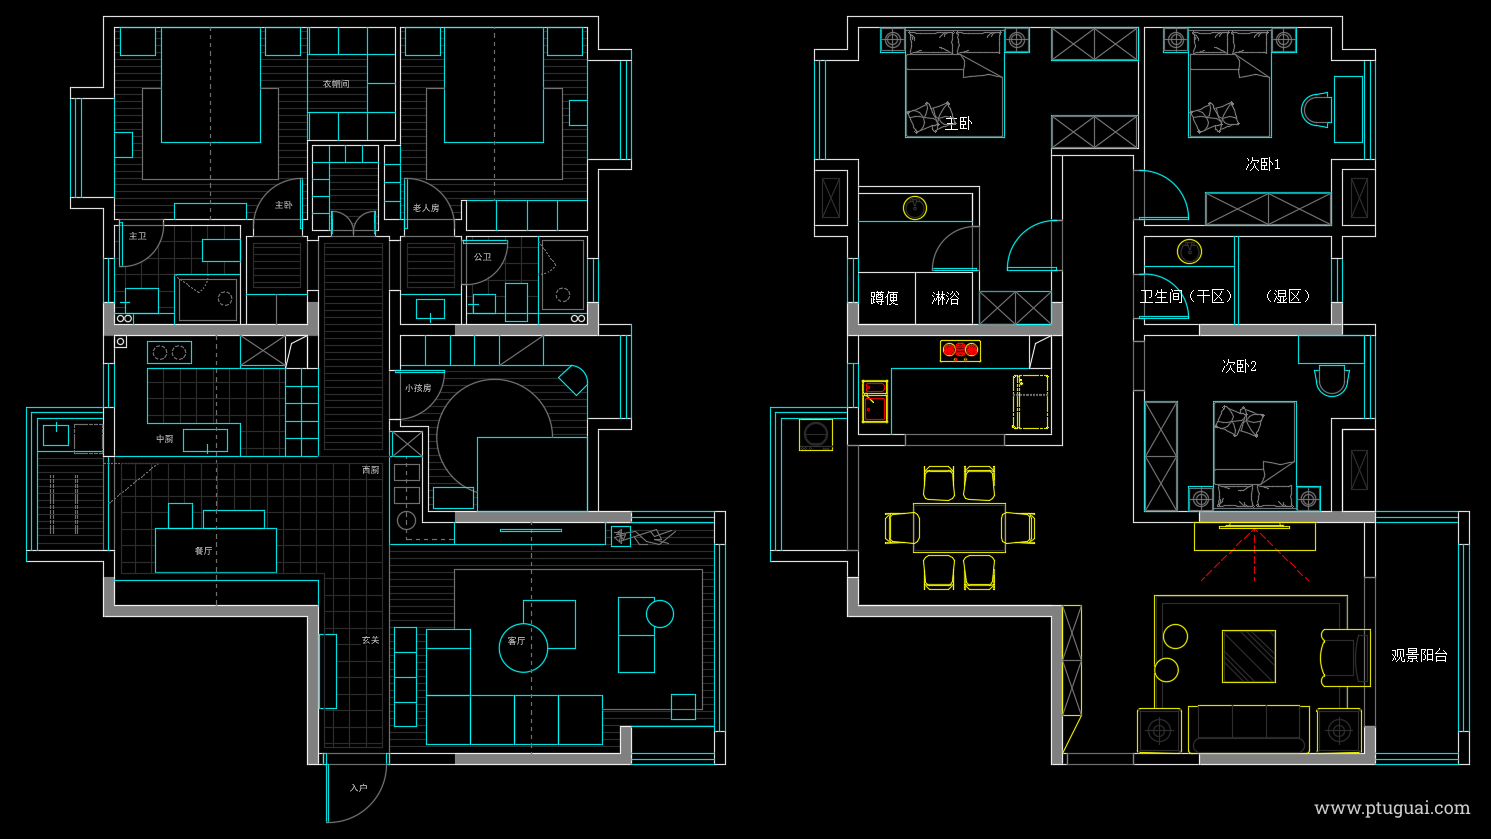 衣帽间
主卧
老人房
主卫
公卫
小孩房
中厨
西厨
餐厅
玄关
客厅
入户
主卧
次卧1
蹲便
淋浴
卫生间（干区）
（湿区）
次卧2
观景阳台
www.ptuguai.com